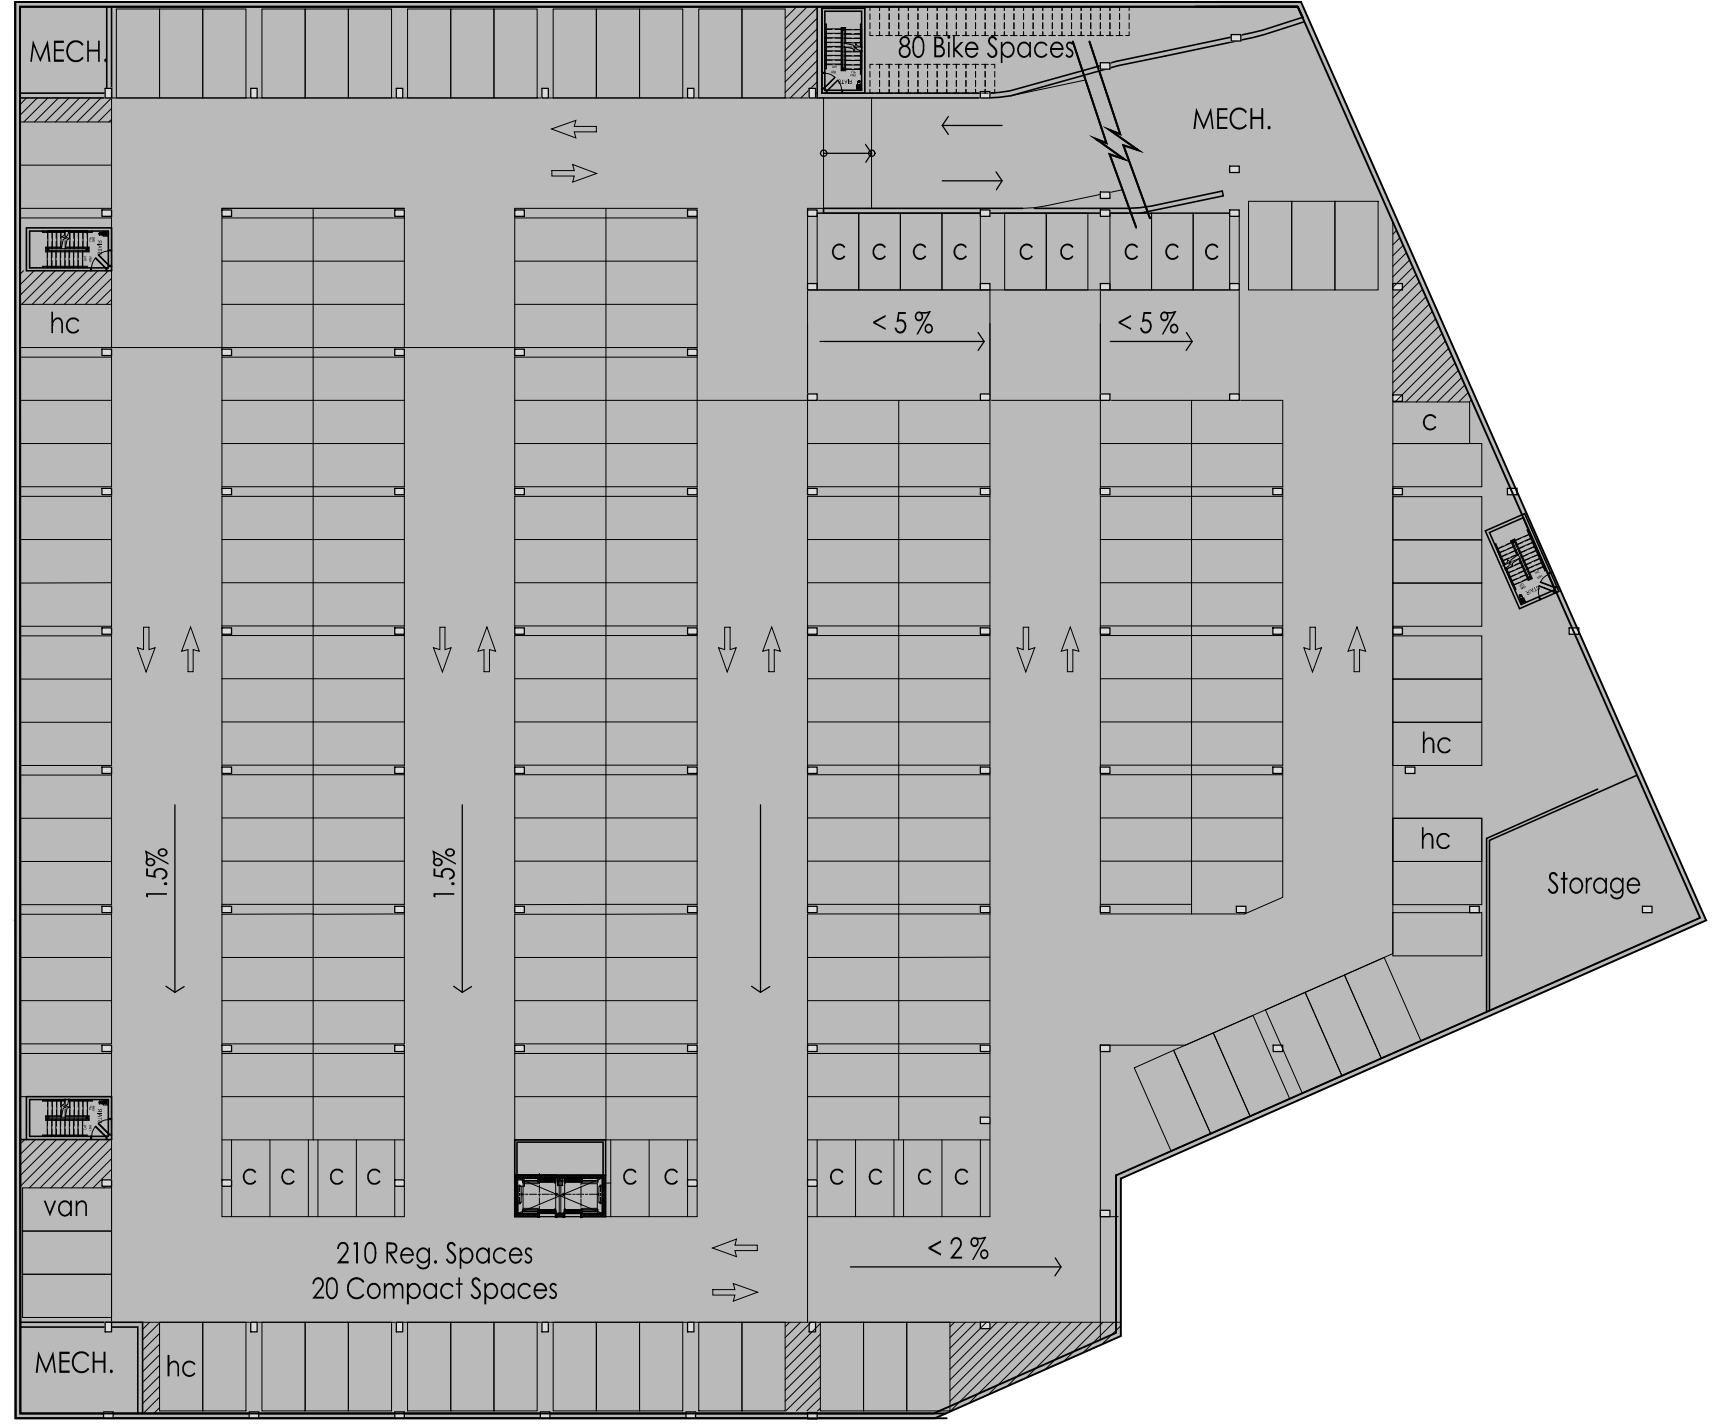 MECH.
80 Bike Spaces
MECH.
c c c c c c c c c
hc
< 5 %
< 5 %
c
hc
hc
1.5%
1.5%
Storage
c c c c c c c c c c
van
210 Reg. Spaces
20 Compact Spaces
< 2 %
MECH.
hc